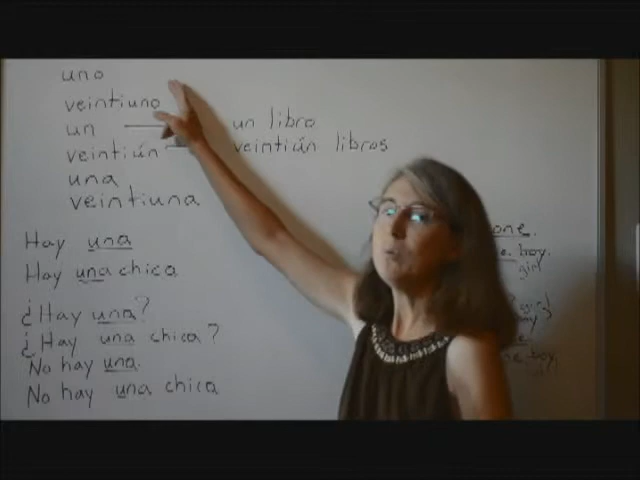 uno
veintiuno
un
un libro
veintiún
veintiún libros
una
veintiuna
Hay una
Hay una chica
¿Hay una?
¿Hay una chica?
No hay una.
No hay una chica
one.
boy.
girl
boy